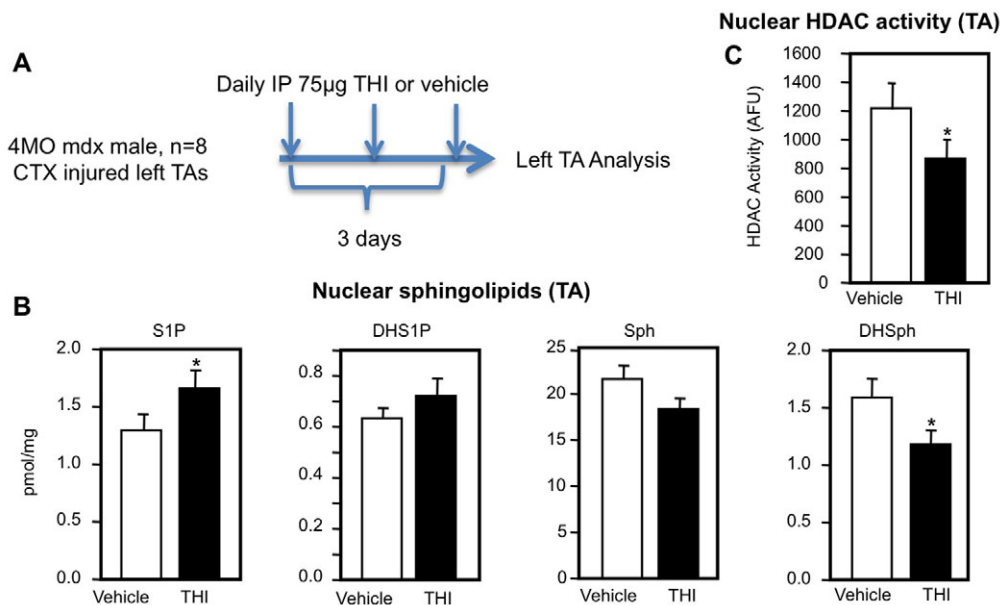 A
Daily IP 75µg THI or vehicle
4MO mdx male, n=8
CTX injured left TAs
Left TA Analysis
3 days
Nuclear HDAC activity (TA)
C
HDAC Activity (AFU)
1600
1400
1200
1000
800
600
400
200
0
*
Vehicle
THI
Nuclear sphingolipids (TA)
B
S1P
pmol/mg
2.0
1.5
1.0
0.5
0.0
*
Vehicle
THI
DHS1P
0.8
0.6
0.4
0.2
0.0
Vehicle
THI
Sph
25
20
15
10
5
0
Vehicle
THI
DHSph
2.0
1.5
1.0
0.5
0.0
*
Vehicle
THI